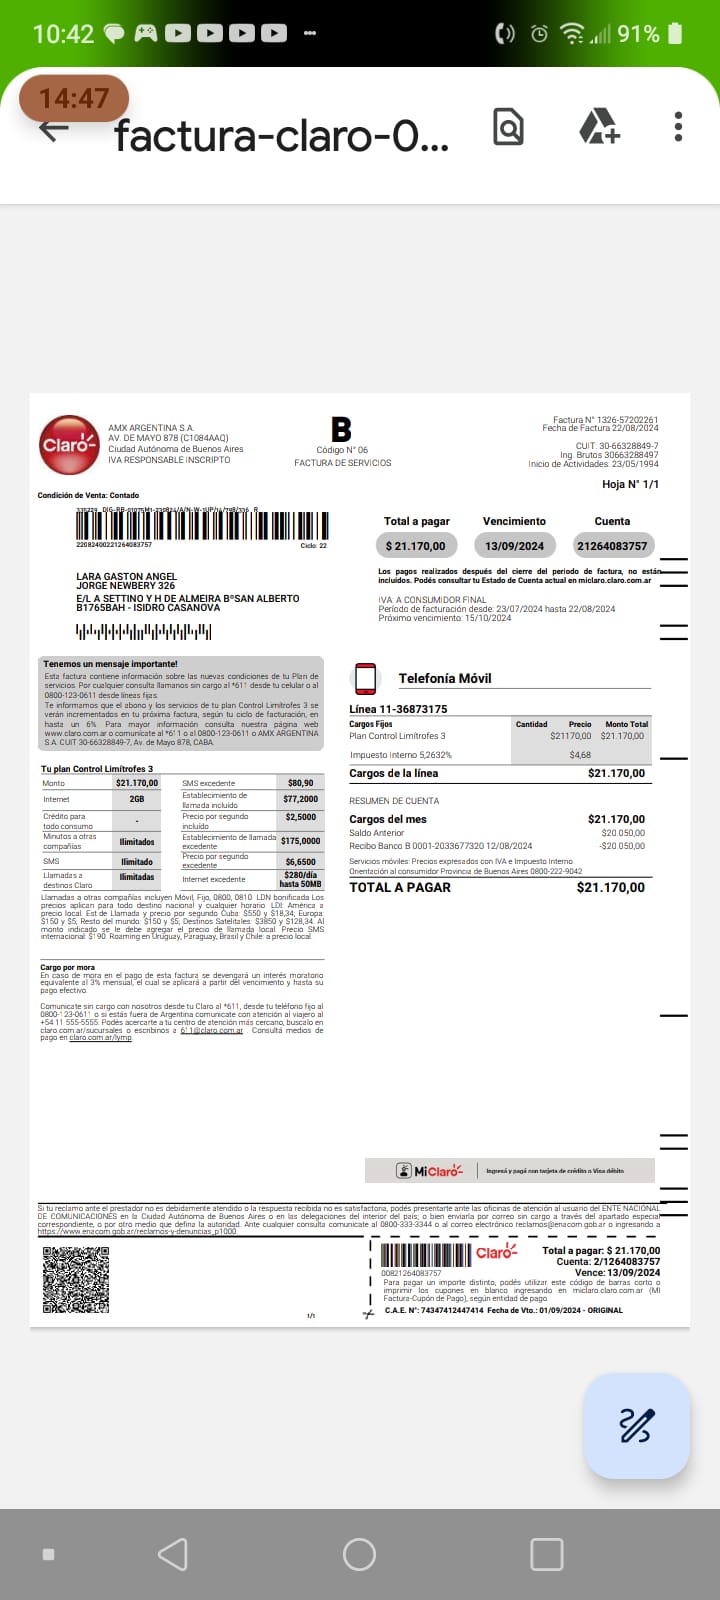 10:42
91%
14:47
factura-claro-0...
Claro
AMX ARGENTINA S.A.
AV. DE MAYO 878 (C1084AAQ)
Ciudad Autónoma de Buenos Aires
IVA RESPONSABLE INSCRIPTO
B
Código N° 06
FACTURA DE SERVICIOS
Factura N° 1326-57202261
Fecha de Factura 22/08/2024
CUIT: 30-66328849-7
Ing. Brutos 30663288497
Inicio de Actividades: 23/05/1994
Hoja N° 1/1
Condición de Venta: Contado
22082400221264083757
Ciclo: 22
Total a pagar Vencimiento Cuenta
$ 21.170,00 13/09/2024 21264083757
Los pagos realizados después del cierre del periodo de factura, no están
incluidos. Podés consultar tu Estado de Cuenta actual en miclaro.claro.com.ar
LARA GASTON ANGEL
JORGE NEWBERY 326
E/L A SETTINO Y H DE ALMEIRA B°SAN ALBERTO
B1765BAH - ISIDRO CASANOVA
IVA: A CONSUMIDOR FINAL
Período de facturación desde: 23/07/2024 hasta 22/08/2024
Próximo vencimiento: 15/10/2024
Tenemos un mensaje importante!
Esta factura contiene información sobre las nuevas condiciones de tu Plan de
servicios. Por cualquier consulta llamanos sin cargo al *611 desde tu celular o al
0800-123-0611 desde líneas fijas.
Te informamos que el abono y los servicios de tu plan Control Limítrofes 3 se
verán incrementados en tu próxima factura, según tu ciclo de facturación, en
hasta un 6%. Para mayor información consulta nuestra página web
www.claro.com.ar o comunicate al *611 o al 0800-123-0611 o AMX ARGENTINA
S.A. CUIT 30-66328849-7, Av. de Mayo 878, CABA.
Telefonía Móvil
Línea 11-36873175
Cargos Fijos Cantidad Precio Monto Total
Plan Control Limítrofes 3 $21170,00 $21.170,00
Impuesto Interno 5,2632% $4,68
Cargos de la línea $21.170,00
RESUMEN DE CUENTA
Cargos del mes $21.170,00
Saldo Anterior $20.050,00
Recibo Banco B 0001-2033677320 12/08/2024 -$20.050,00
Servicios móviles: Precios expresados con IVA e Impuesto Interno.
Orientación al consumidor Provincia de Buenos Aires 0800-222-9042
TOTAL A PAGAR $21.170,00
Tu plan Control Limítrofes 3
Monto $21.170,00 SMS excedente $80,90
Internet 2GB Establecimiento de llamada incluido $77,2000
Crédito para todo consumo - Precio por segundo incluido $2,5000
Minutos a otras compañías Ilimitados Establecimiento de llamada excedente $175,0000
SMS Ilimitado Precio por segundo excedente $6,6500
Llamadas a destinos Claro Ilimitadas Internet excedente $280/día hasta 50MB
Llamadas a otras compañías incluyen Móvil, Fijo, 0800, 0810. LDN bonificada. Los
precios aplican para todo destino nacional y cualquier horario. LDI: América a
precio local. Est de Llamada y precio por segundo Cuba: $550 y $18,34; Europa:
$150 y $5; Resto del mundo: $150 y $5; Destinos Satelitales: $3850 y $128,34. Al
monto indicado se le debe agregar el precio de llamada local. Precio SMS
internacional: $190. Roaming en Uruguay, Paraguay, Brasil y Chile: a precio local.
Cargo por mora
En caso de mora en el pago de esta factura se devengará un interés moratorio
equivalente al 3% mensual, el cual se aplicará a partir del vencimiento y hasta su
pago efectivo.
Comunicate sin cargo con nosotros desde tu Claro al *611, desde tu teléfono fijo al
0800-123-0611 o si estás fuera de Argentina comunicate con atención al viajero al
+54 11 555-5555. Podés acercarte a tu centro de atención más cercano, buscalo en
claro.com.ar/sucursales o escribinos a 611@claro.com.ar . Consultá medios de
pago en claro.com.ar/lymp.
MiClaro
Ingresá y pagá con tarjeta de crédito o Visa débito
Si tu reclamo ante el prestador no es debidamente atendido o la respuesta recibida no es satisfactoria, podés presentarte ante las oficinas de atención al usuario del ENTE NACIONAL
DE COMUNICACIONES en la Ciudad Autónoma de Buenos Aires o en las delegaciones del interior del país; o bien enviarla por correo sin cargo a través del apartado especial
correspondiente, o por otro medio que defina la autoridad. Ante cualquier consulta comunicate al 0800-333-3344 o al correo electrónico reclamos@enacom.gob.ar o ingresando a
https://www.enacom.gob.ar/reclamos-y-denuncias_p1000
Claro
00821264083757
Total a pagar: $ 21.170,00
Cuenta: 2/1264083757
Vence: 13/09/2024
Para pagar un importe distinto, podés utilizar este código de barras corto o
imprimir los cupones en blanco ingresando en miclaro.claro.com.ar (Mi
Factura-Cupón de Pago), según entidad de pago.
C.A.E. N°: 74347412447414 Fecha de Vto.: 01/09/2024 - ORIGINAL
1/1